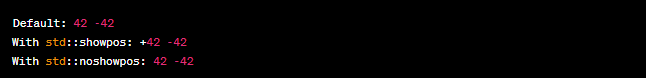 Default: 42 -42
With std::showpos: +42 -42
With std::noshowpos: 42 -42